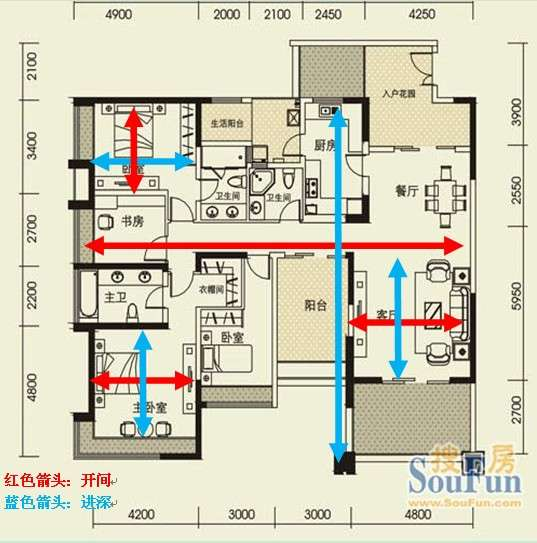 4900 2000 2100 2450 4250
2100
3400
2700
2200
4800
3900
2550
5950
2700
入户花园
生活阳台
厨房
卧室
卫生间
卫生间
餐厅
书房
主卫
衣帽间
阳台
客厅
卧室
主卧室
红色箭头：开间
蓝色箭头：进深
搜房
SouFun
www.SouFun.com
4200 3000 3000 4800